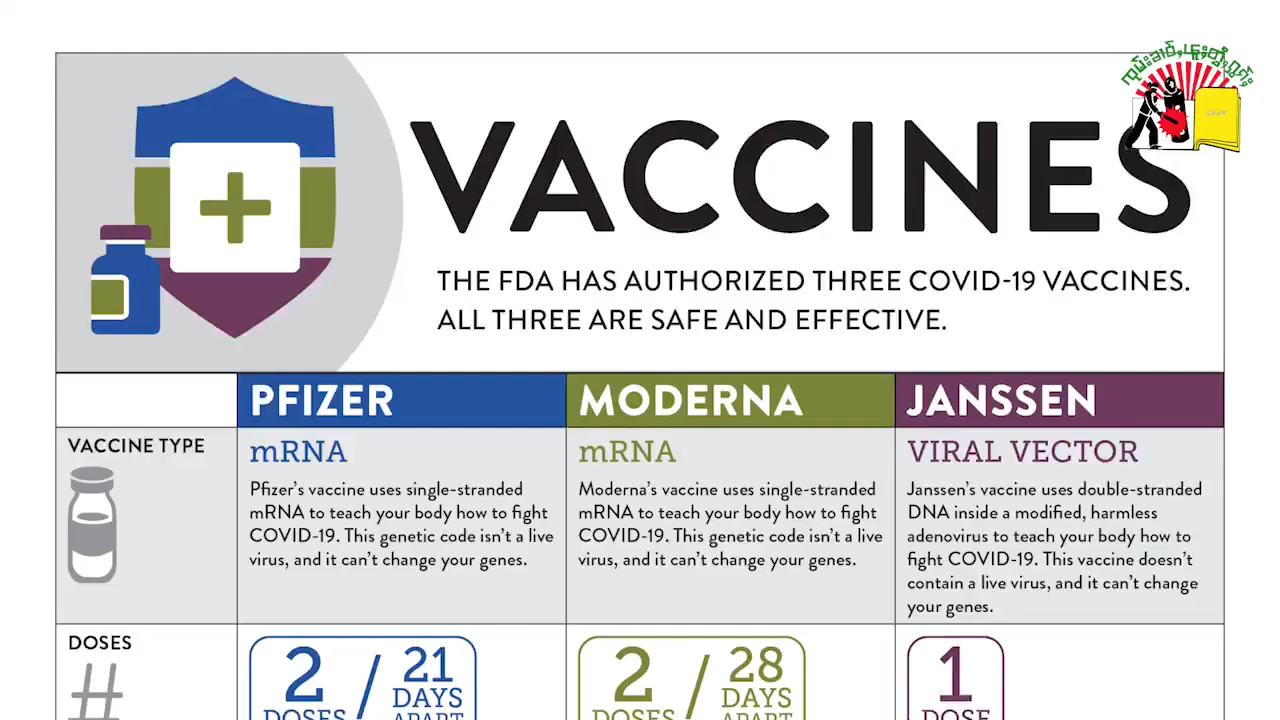 VACCINES
THE FDA HAS AUTHORIZED THREE COVID-19 VACCINES.
ALL THREE ARE SAFE AND EFFECTIVE.
PFIZER
MODERNA
JANSSEN
VACCINE TYPE
mRNA
Pfizer's vaccine uses single-stranded
mRNA to teach your body how to fight
COVID-19. This genetic code isn't a live
virus, and it can't change your genes.
mRNA
Moderna's vaccine uses single-stranded
mRNA to teach your body how to fight
COVID-19. This genetic code isn't a live
virus, and it can't change your genes.
VIRAL VECTOR
Janssen's vaccine uses double-stranded
DNA inside a modified, harmless
adenovirus to teach your body how to
fight COVID-19. This vaccine doesn't
contain a live virus, and it can't change
your genes.
DOSES
#
2 / 21
DOSES
DAYS
APART
2 / 28
DOSES
DAYS
APART
1
DOSE